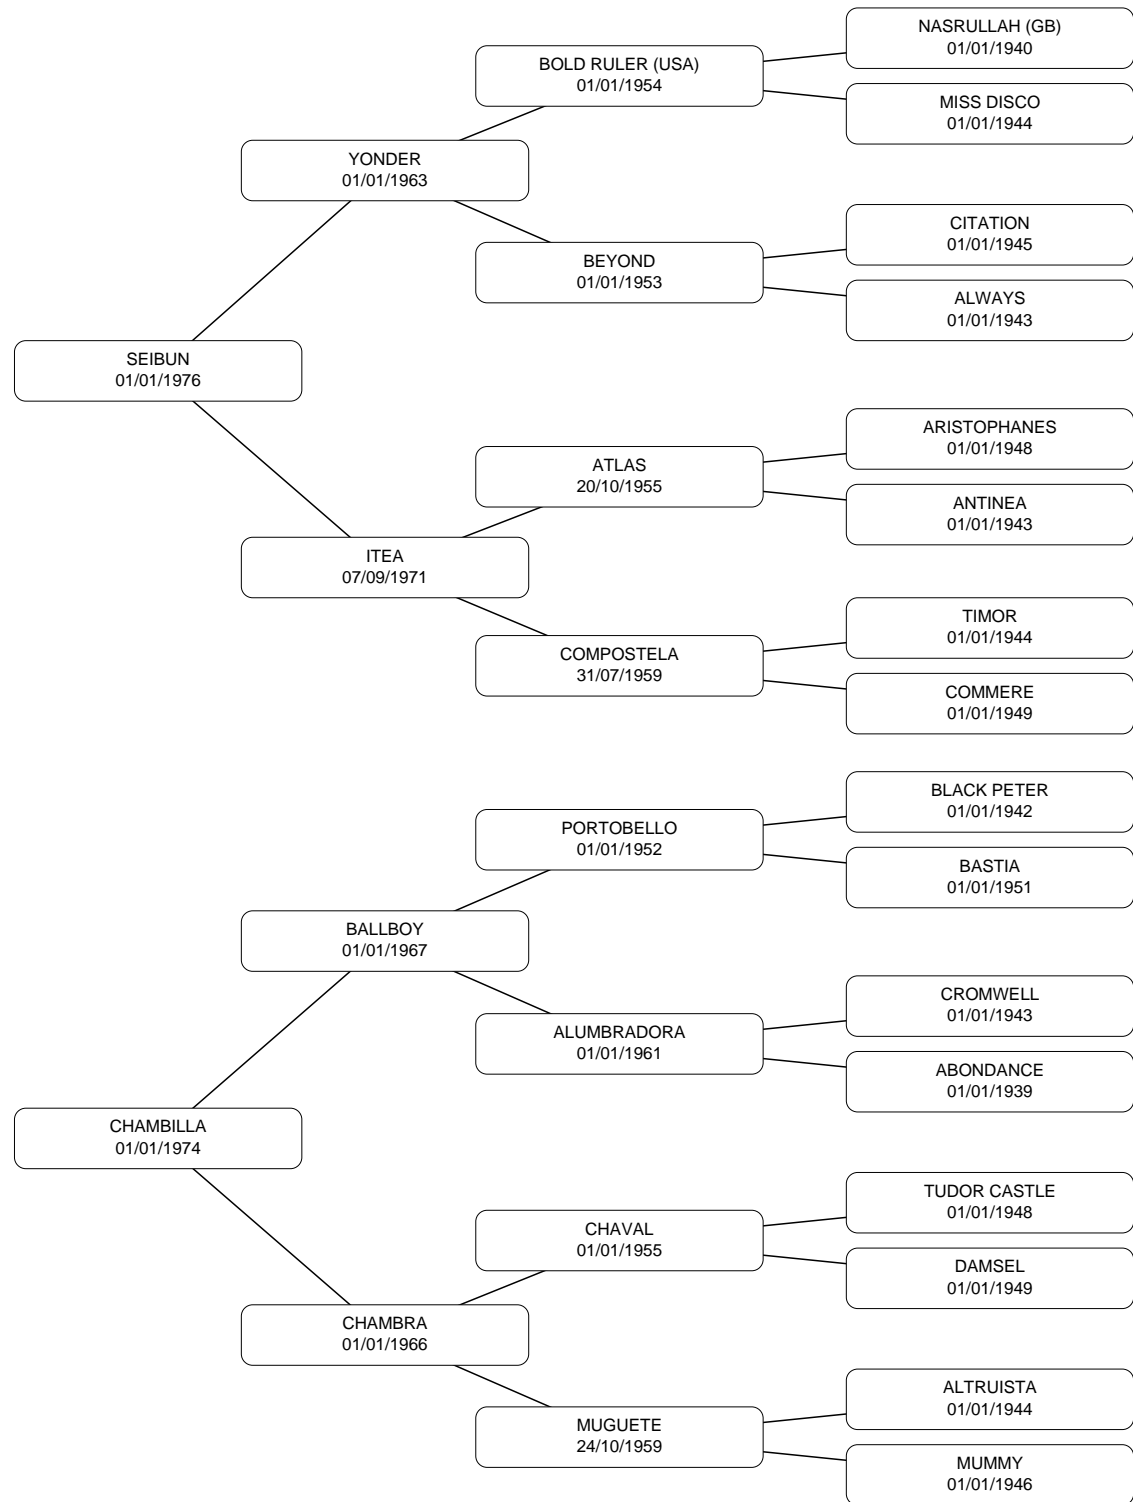 NASRULLAH (GB)
01/01/1940
BOLD RULER (USA)
01/01/1954
MISS DISCO
01/01/1944
YONDER
01/01/1963
CITATION
01/01/1945
BEYOND
01/01/1953
ALWAYS
01/01/1943
SEIBUN
01/01/1976
ARISTOPHANES
01/01/1948
ATLAS
20/10/1955
ANTINEA
01/01/1943
ITEA
07/09/1971
TIMOR
01/01/1944
COMPOSTELA
31/07/1959
COMMERE
01/01/1949
BLACK PETER
01/01/1942
PORTOBELLO
01/01/1952
BASTIA
01/01/1951
BALLBOY
01/01/1967
CROMWELL
01/01/1943
ALUMBRADORA
01/01/1961
ABONDANCE
01/01/1939
CHAMBILLA
01/01/1974
TUDOR CASTLE
01/01/1948
CHAVAL
01/01/1955
DAMSEL
01/01/1949
CHAMBRA
01/01/1966
ALTRUISTA
01/01/1944
MUGUETE
24/10/1959
MUMMY
01/01/1946